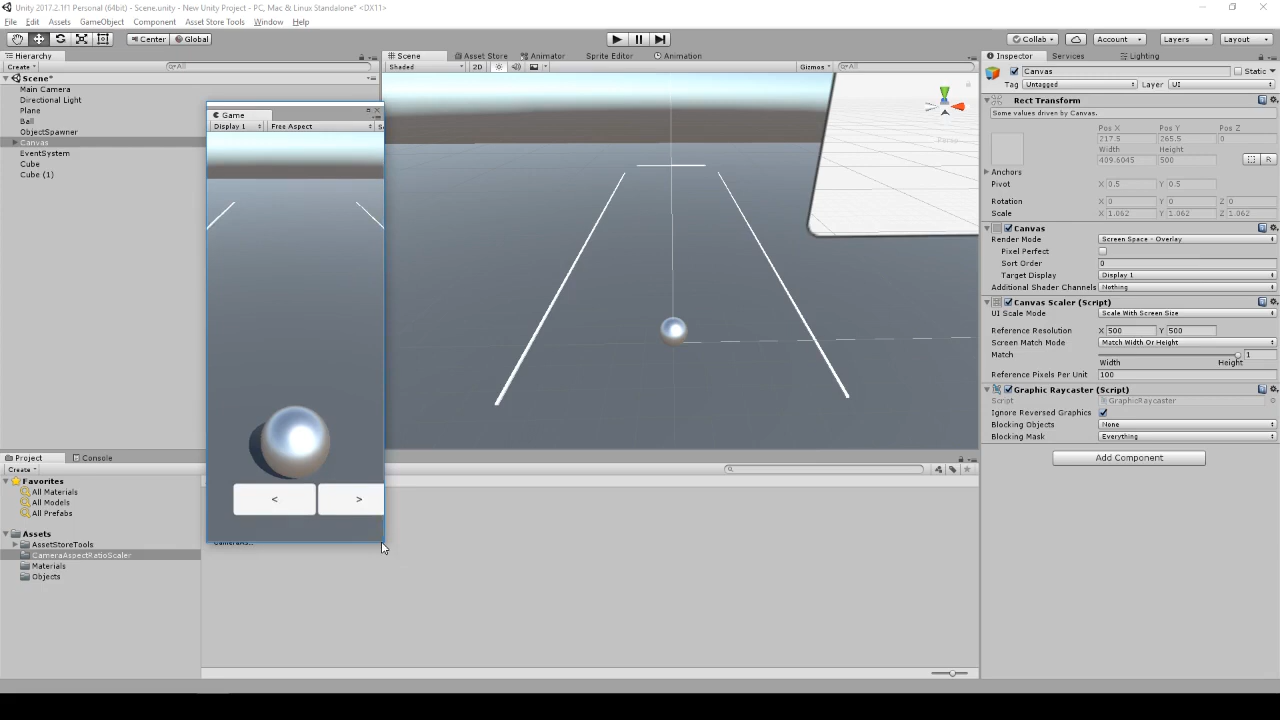 Unity 2017.2.1f1 Personal (64bit) - Scene.unity - New Unity Project - PC, Mac & Linux Standalone* <DX11>
File Edit Assets GameObject Component Asset Store Tools Window Help
Center Global Collab Account Layers Layout
Hierarchy
Create All
Scene*
Main Camera
Directional Light
Plane
Ball
ObjectSpawner
Canvas
EventSystem
Cube
Cube (1)
Game
Display 1 Free Aspect
< >
Scene Asset Store Animator Sprite Editor Animation
Shaded 2D Gizmos All
Persp
Inspector Services Lighting
Canvas Static
Tag Untagged Layer UI
Rect Transform
Some values driven by Canvas.
Pos X Pos Y Pos Z
217.5 265.5 0
Width Height
409.6045 500 R
Anchors
Pivot X 0.5 Y 0.5
Rotation X 0 Y 0 Z 0
Scale X 1.062 Y 1.062 Z 1.062
Canvas
Render Mode Screen Space - Overlay
Pixel Perfect
Sort Order 0
Target Display Display 1
Additional Shader Channels Nothing
Canvas Scaler (Script)
UI Scale Mode Scale With Screen Size
Reference Resolution X 500 Y 500
Screen Match Mode Match Width Or Height
Match 1
Width Height
Reference Pixels Per Unit 100
Graphic Raycaster (Script)
Script GraphicRaycaster
Ignore Reversed Graphics
Blocking Objects None
Blocking Mask Everything
Add Component
Project Console
Create
Favorites
All Materials
All Models
All Prefabs
Assets
AssetStoreTools
CameraAspectRatioScaler
Materials
Objects